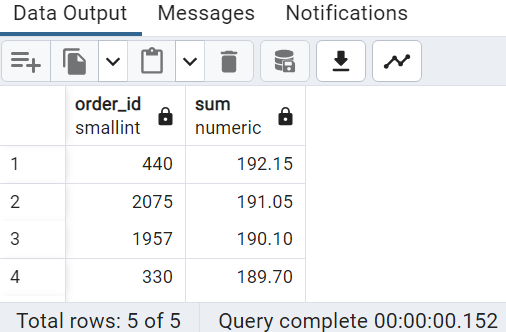 Data Output Messages Notifications
order_id sum
smallint numeric
1 440 192.15
2 2075 191.05
3 1957 190.10
4 330 189.70
Total rows: 5 of 5 Query complete 00:00:00.152